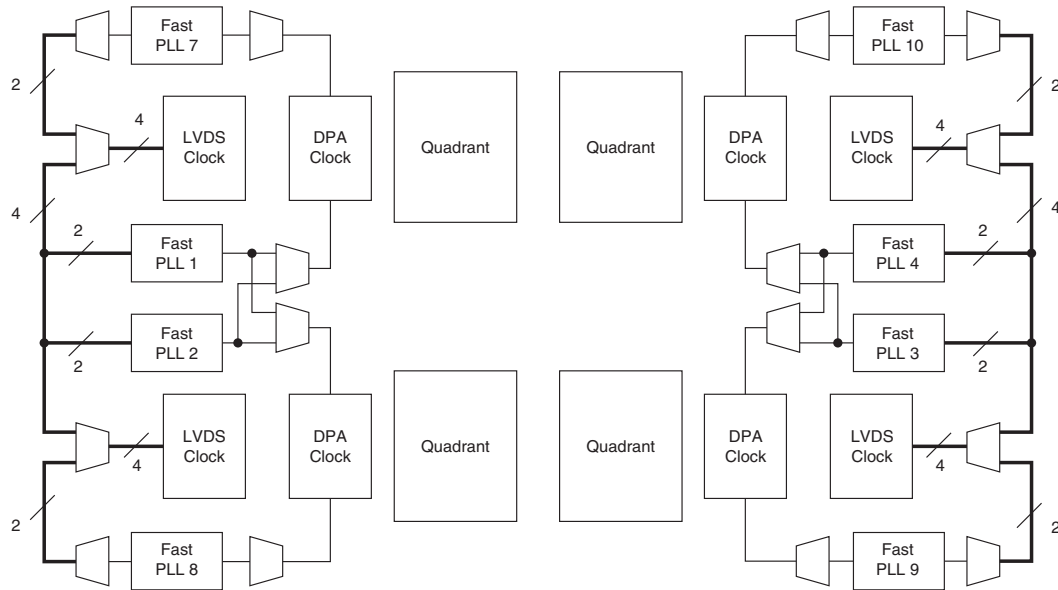 Fast
PLL 7
Fast
PLL 10
2
2
4
LVDS
Clock
DPA
Clock
Quadrant
Quadrant
DPA
Clock
LVDS
Clock
4
4
4
2
Fast
PLL 1
Fast
PLL 4
2
Fast
PLL 2
2
Fast
PLL 3
2
LVDS
Clock
4
DPA
Clock
Quadrant
Quadrant
DPA
Clock
LVDS
Clock
4
2
2
Fast
PLL 8
Fast
PLL 9